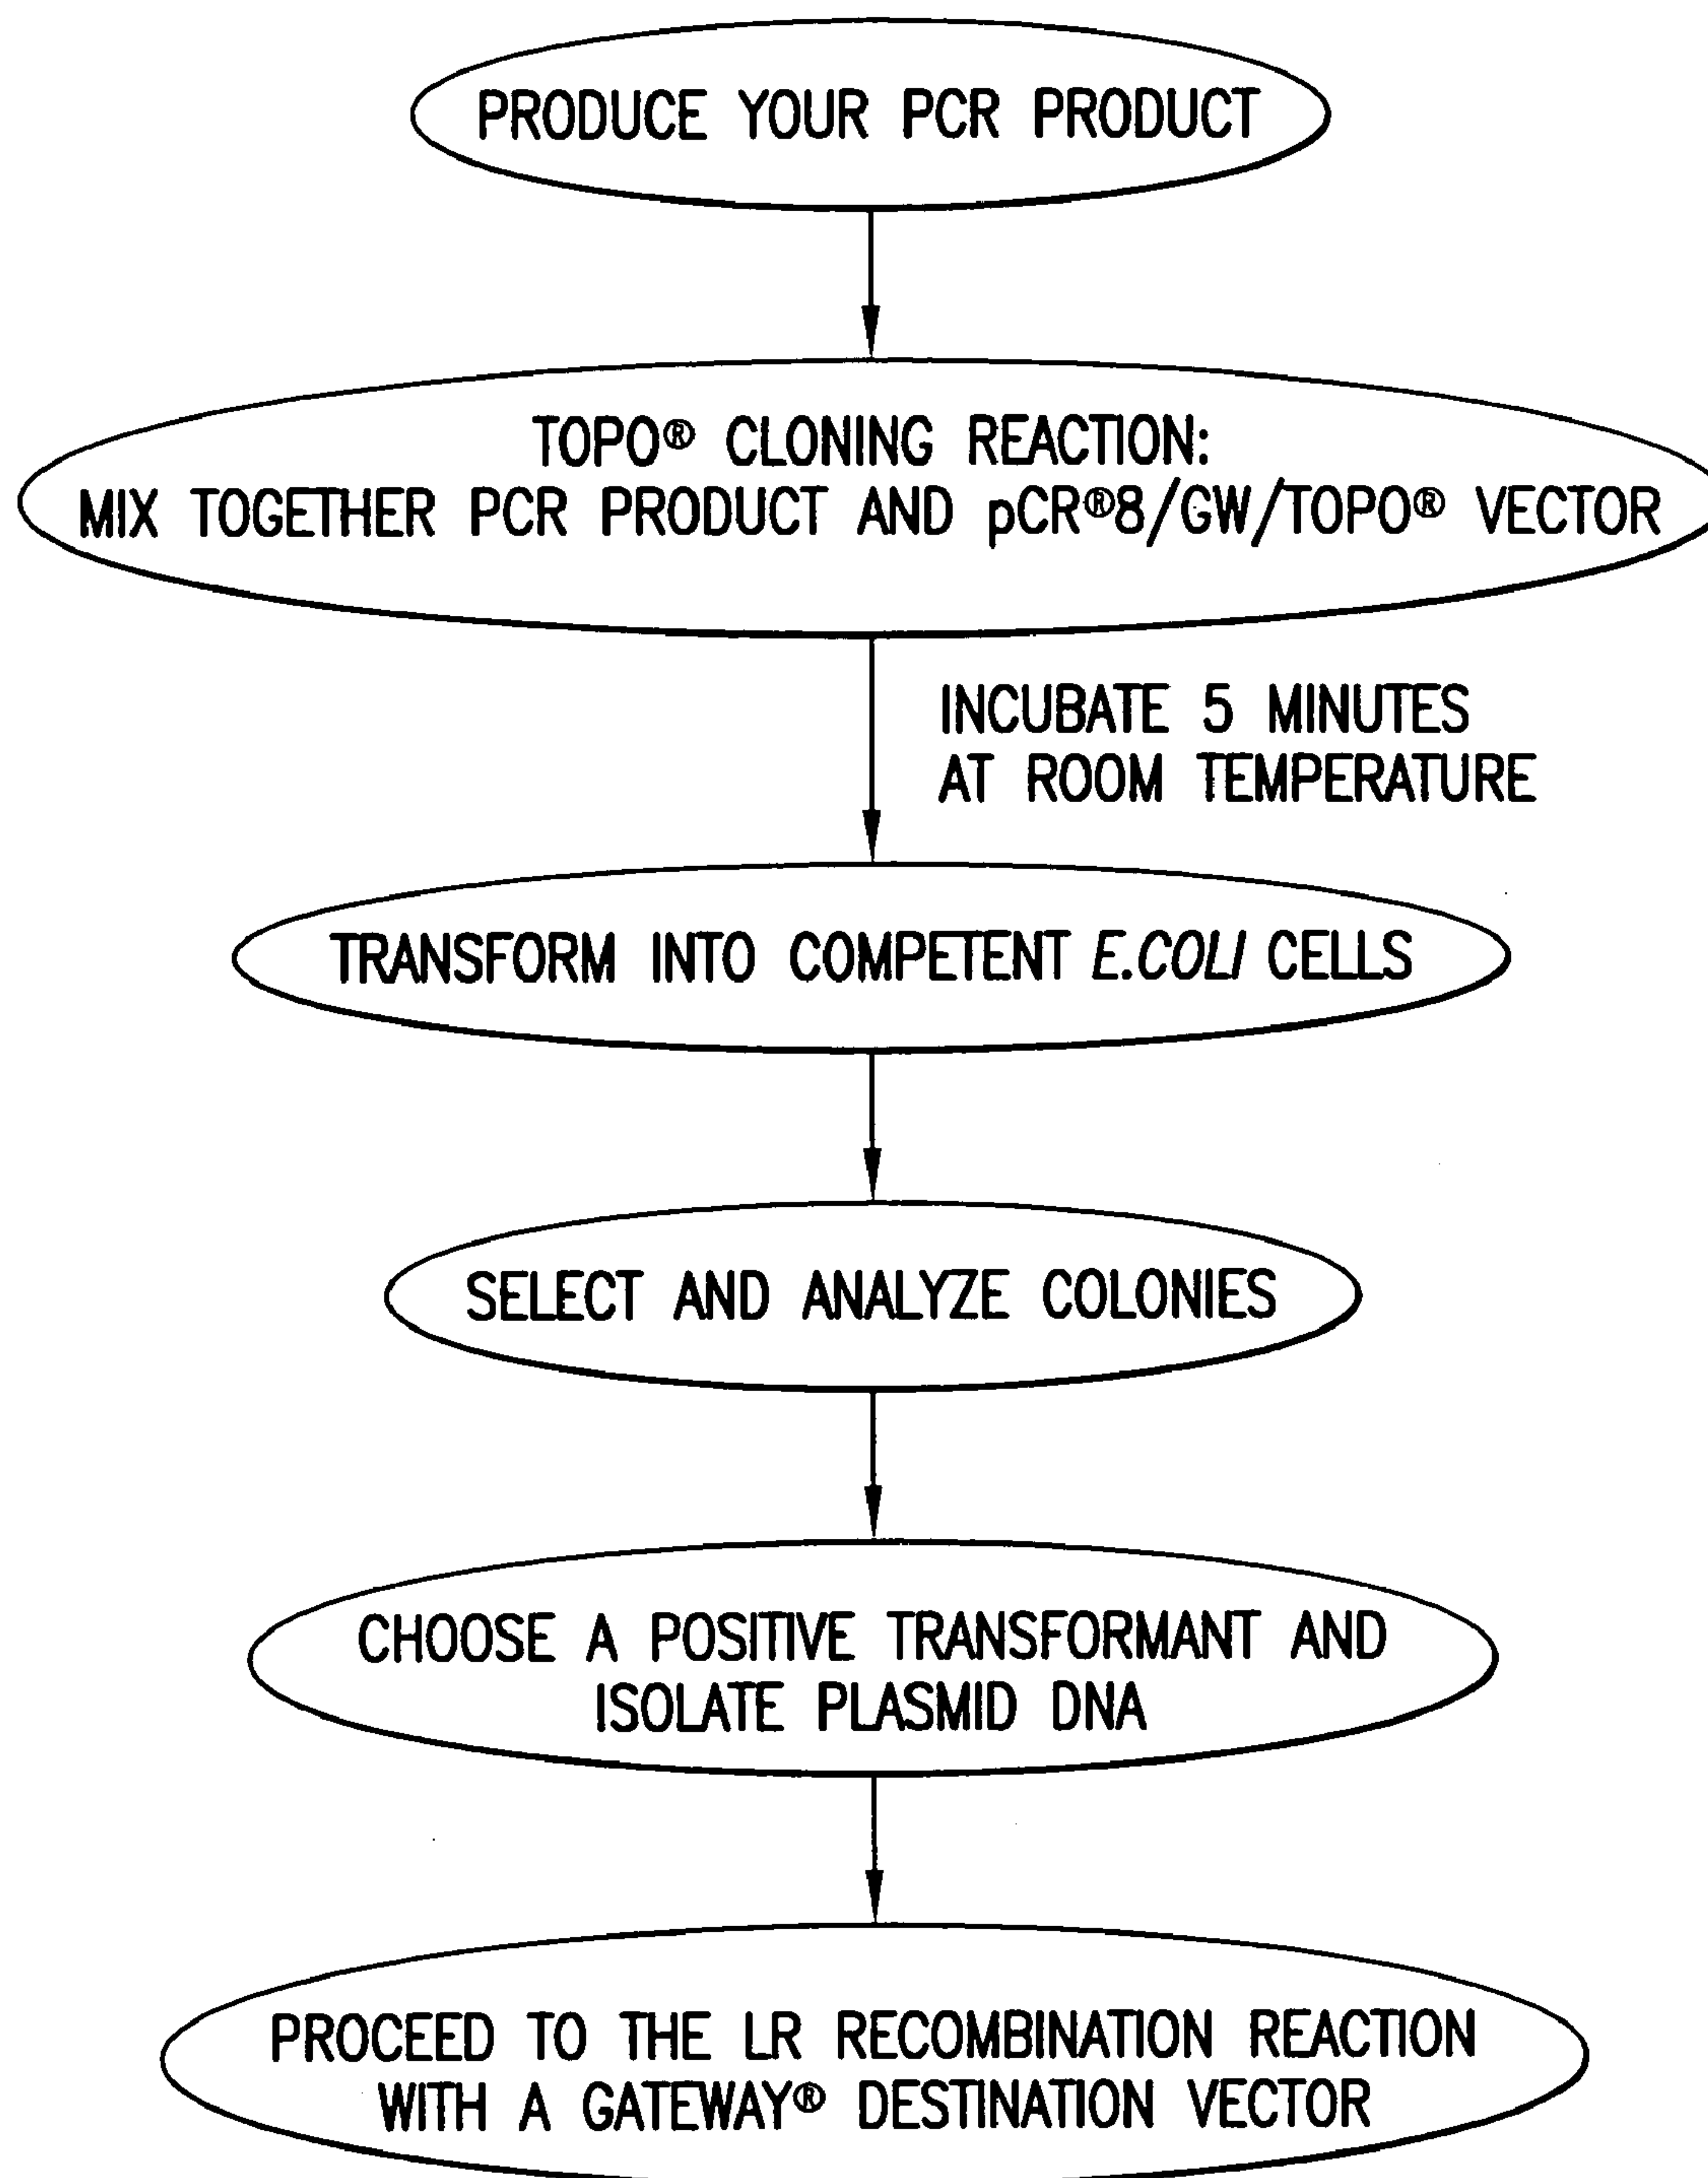 PRODUCE YOUR PCR PRODUCT
TOPO® CLONING REACTION:
MIX TOGETHER PCR PRODUCT AND pCR®8/GW/TOPO® VECTOR
INCUBATE 5 MINUTES
AT ROOM TEMPERATURE
TRANSFORM INTO COMPETENT E.COLI CELLS
SELECT AND ANALYZE COLONIES
CHOOSE A POSITIVE TRANSFORMANT AND
ISOLATE PLASMID DNA
PROCEED TO THE LR RECOMBINATION REACTION
WITH A GATEWAY® DESTINATION VECTOR